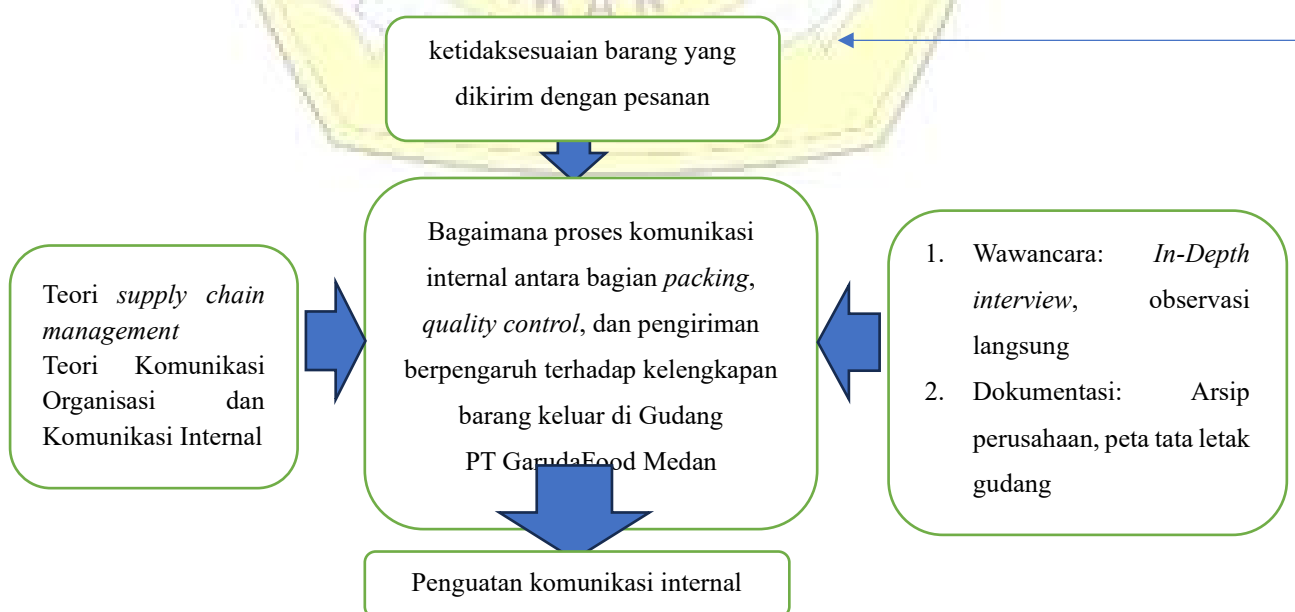 ketidaksesuaian barang yang
dikirim dengan pesanan
Teori supply chain
management
Teori Komunikasi
Organisasi dan
Komunikasi Internal
Bagaimana proses komunikasi
internal antara bagian packing,
quality control, dan pengiriman
berpengaruh terhadap kelengkapan
barang keluar di Gudang
PT GarudaFood Medan
1. Wawancara: In-Depth
interview, observasi
langsung
2. Dokumentasi: Arsip
perusahaan, peta tata letak
gudang
Penguatan komunikasi internal